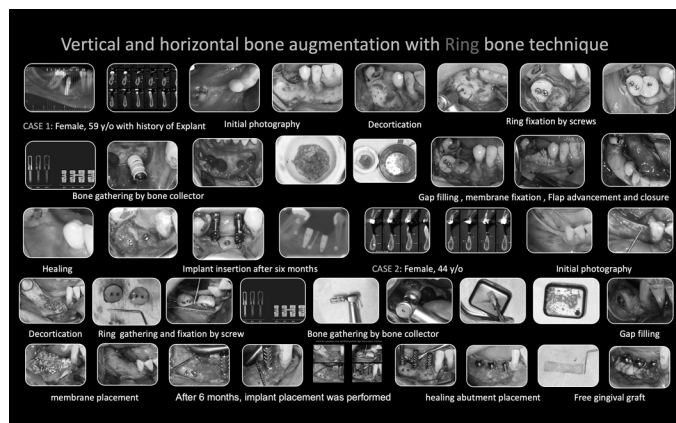 Vertical and horizontal bone augmentation with Ring bone technique
CASE 1: Female, 59 y/o with history of Explant
Initial photography
Decortication
Ring fixation by screws
Bone gathering by bone collector
Gap filling, membrane fixation , Flap advancement and closure
Healing
Implant insertion after six months
CASE 2: Female, 44 y/o
Initial photography
Decortication
Ring gathering and fixation by screw
Bone gathering by bone collector
Gap filling
membrane placement
After 6 months, implant placement was performed
healing abutment placement
Free gingival graft